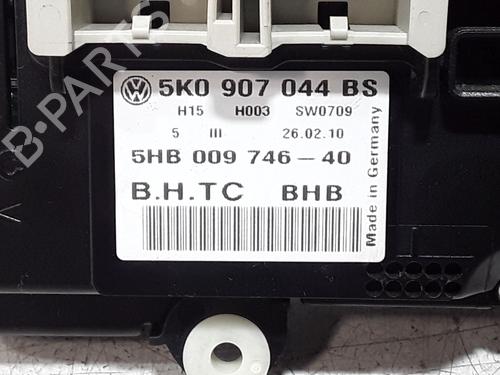 5K0 907 044 BS
H15 H003 SW0709
5 III 26.02.10
5HB 009 746-40
B.H.TC BHB
Made in Germany
B-PARTS